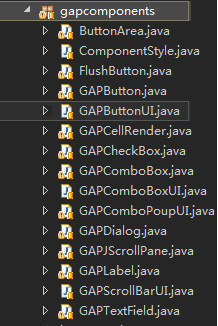 gapcomponents
ButtonArea.java
ComponentStyle.java
FlushButton.java
GAPButton.java
GAPButtonUI.java
GAPCellRender.java
GAPCheckBox.java
GAPComboBox.java
GAPComboBoxUI.java
GAPComboPoupUI.java
GAPDialog.java
GAPJScrollPane.java
GAPLabel.java
GAPScrollBarUI.java
GAPTextField.java